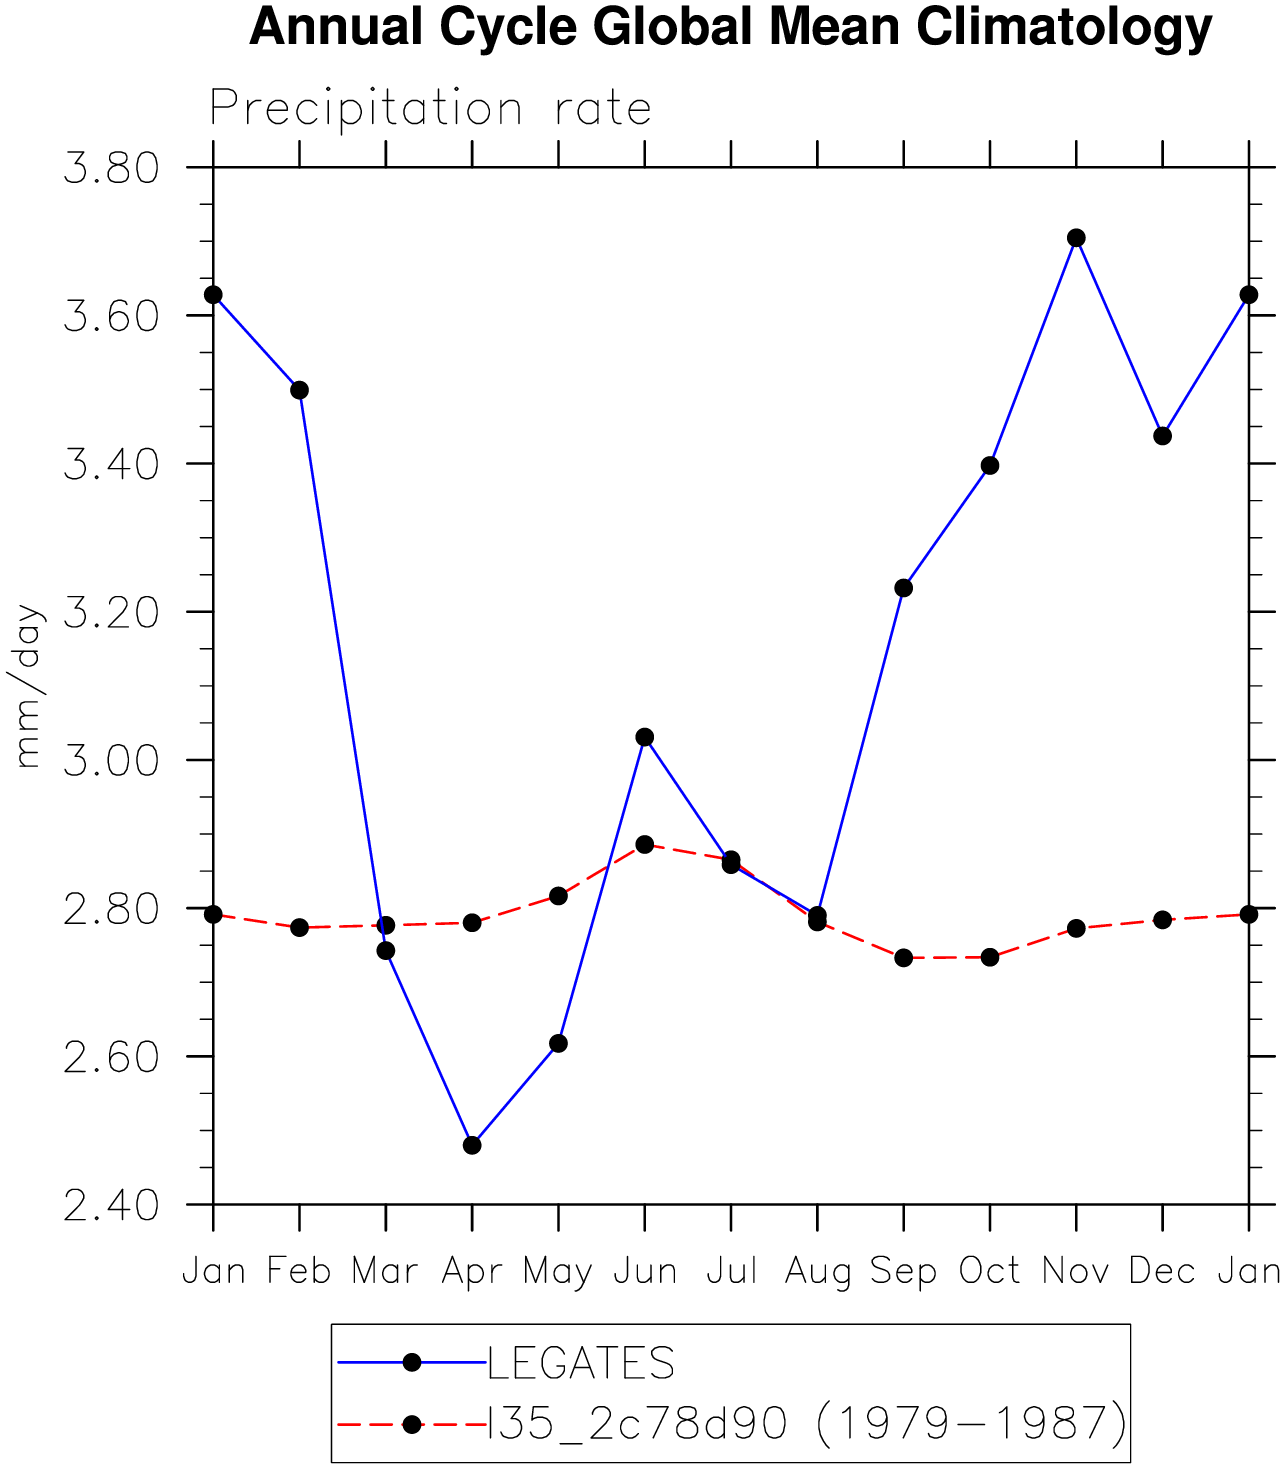 Annual Cycle Global Mean Climatology
Precipitation rate
3.80
3.60
3.40
3.20
3.00
2.80
2.60
2.40
mm/day
Jan Feb Mar Apr May Jun Jul Aug Sep Oct Nov Dec Jan
LEGATES
I35_2c78d90 (1979-1987)